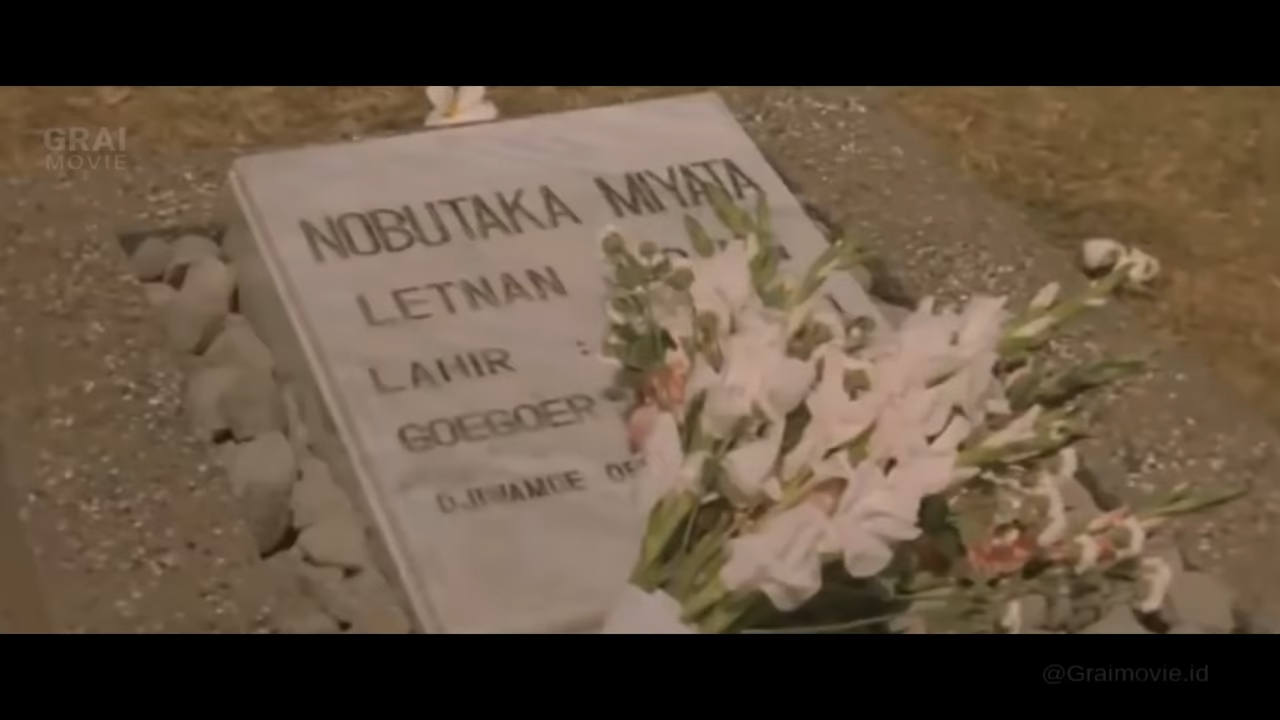 GRAI
MOVIE
NOBUTAKA MIYATA
LETNAN
LAHIR :
GOEGOER
@Graimovie.id